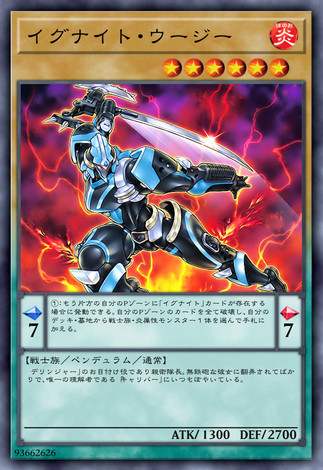 イグナイト・ウージー
ほのお
炎
①:もう片方の自分のPゾーンに「イグナイト」カードが存在する
場合に発動できる。自分のPゾーンのカードを全て破壊し、自分の
デッキ・墓地から戦士族・炎属性モンスター1体を選んで手札に
加える。
7
7
【戦士族/ペンデュラム/通常】
デリンジャー」のお目付け役であり親衛隊長。無鉄砲な彼女に翻弄されてばか
りで、唯一の理解者である「キャリバー」にいつもぼやいている。
ATK/1300 DEF/2700
93662626